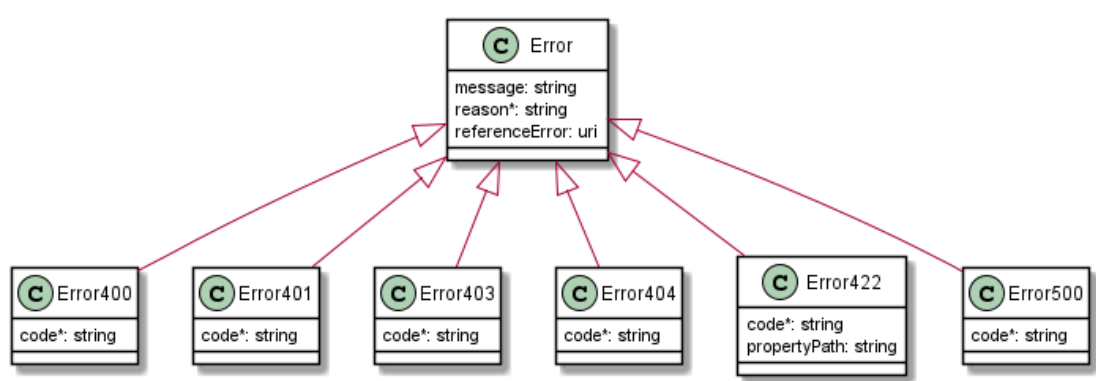 C Error
message: string
reason*: string
referenceError: uri
C Error400
code*: string
C Error401
code*: string
C Error403
code*: string
C Error404
code*: string
C Error422
code*: string
propertyPath: string
C Error500
code*: string